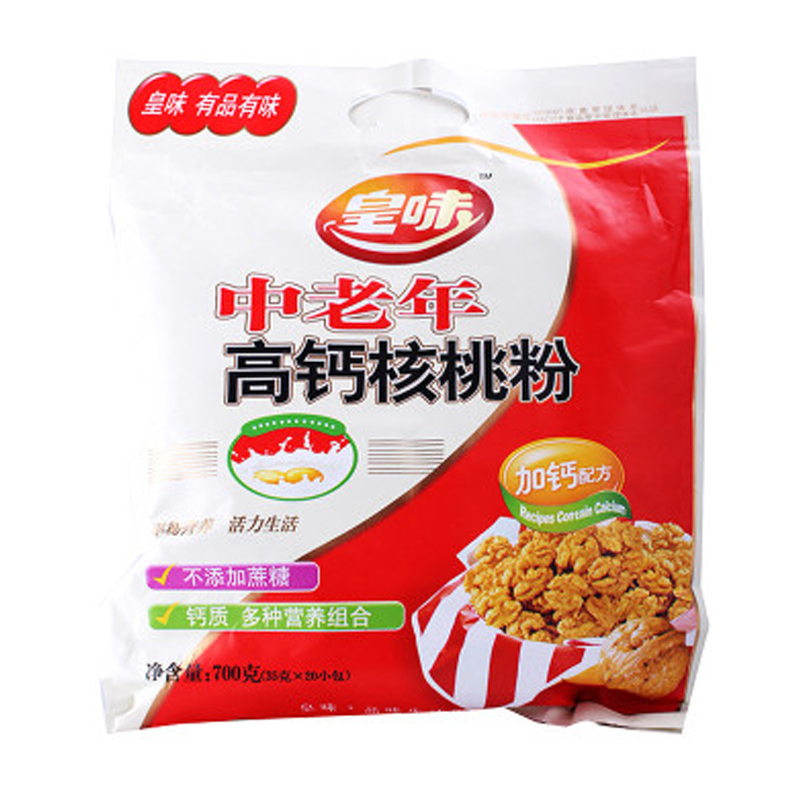 皇味 有品有味
皇味
TM
中老年
高钙核桃粉
加钙配方
Recipes Contain Calcium
活力生活
不添加蔗糖
钙质 多种营养组合
净含量:700克(35克×20小包)